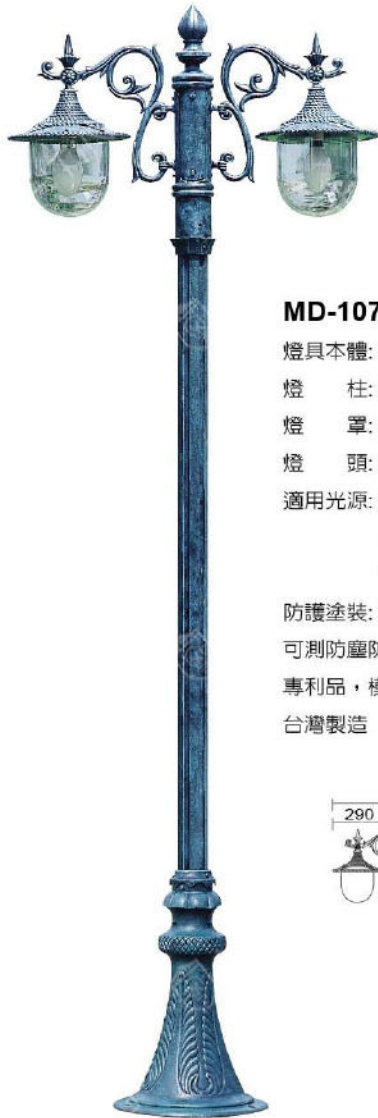 MD-107
燈具本體:
燈 柱:
燈 罩:
燈 頭:
適用光源:
防護塗裝:
可測防塵防
專利品，
台灣製造
290